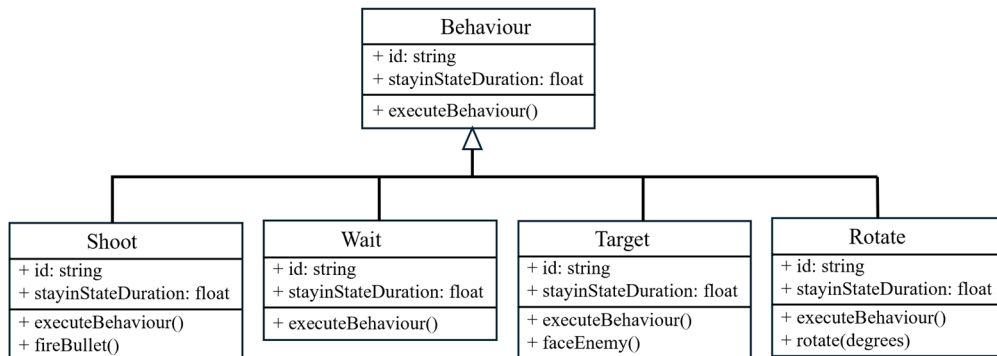 Behaviour
+ id: string
+ stayinStateDuration: float
+ executeBehaviour()
Shoot
+ id: string
+ stayinStateDuration: float
+ executeBehaviour()
+ fireBullet()
Wait
+ id: string
+ stayinStateDuration: float
+ executeBehaviour()
Target
+ id: string
+ stayinStateDuration: float
+ executeBehaviour()
+ faceEnemy()
Rotate
+ id: string
+ stayinStateDuration: float
+ executeBehaviour()
+ rotate(degrees)